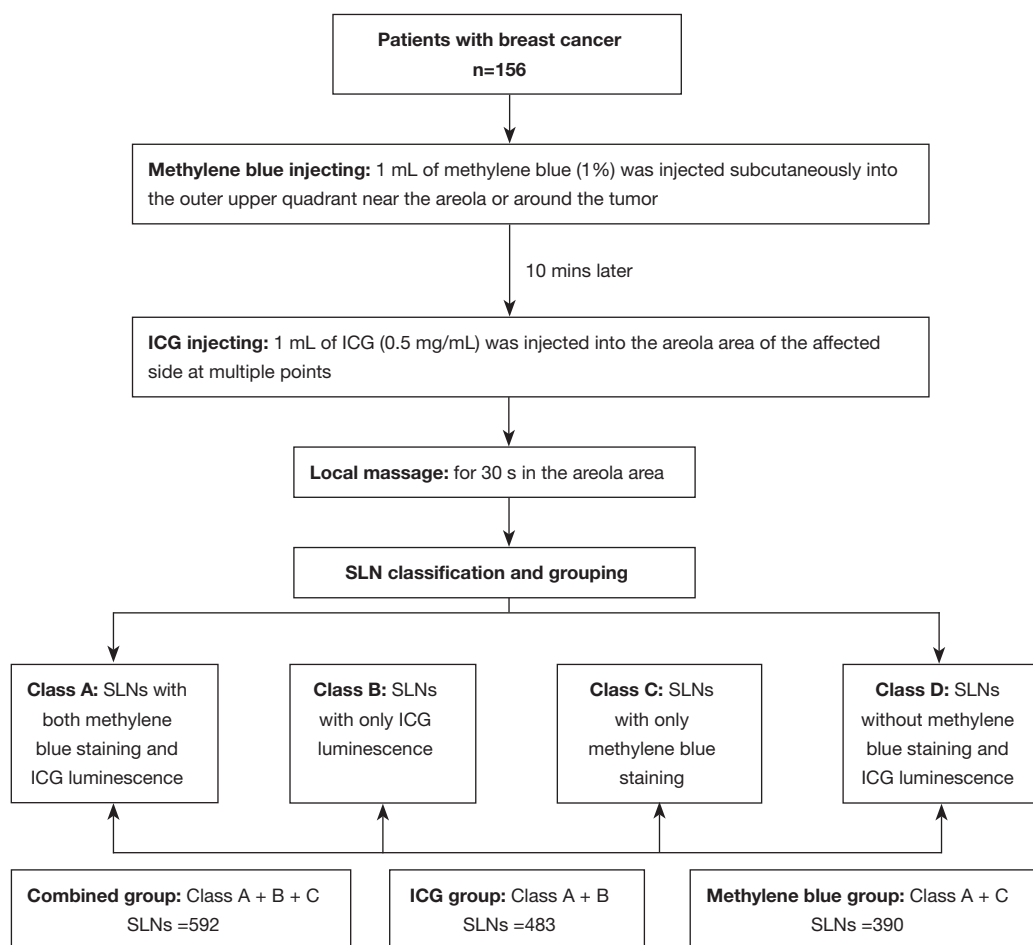 Patients with breast cancer
n=156
Methylene blue injecting: 1 mL of methylene blue (1%) was injected subcutaneously into
the outer upper quadrant near the areola or around the tumor
10 mins later
ICG injecting: 1 mL of ICG (0.5 mg/mL) was injected into the areola area of the affected
side at multiple points
Local massage: for 30 s in the areola area
SLN classification and grouping
Class A: SLNs with
both methylene
blue staining and
ICG luminescence
Class B: SLNs
with only ICG
luminescence
Class C: SLNs
with only
methylene blue
staining
Class D: SLNs
without methylene
blue staining and
ICG luminescence
Combined group: Class A + B + C
SLNs =592
ICG group: Class A + B
SLNs =483
Methylene blue group: Class A + C
SLNs =390